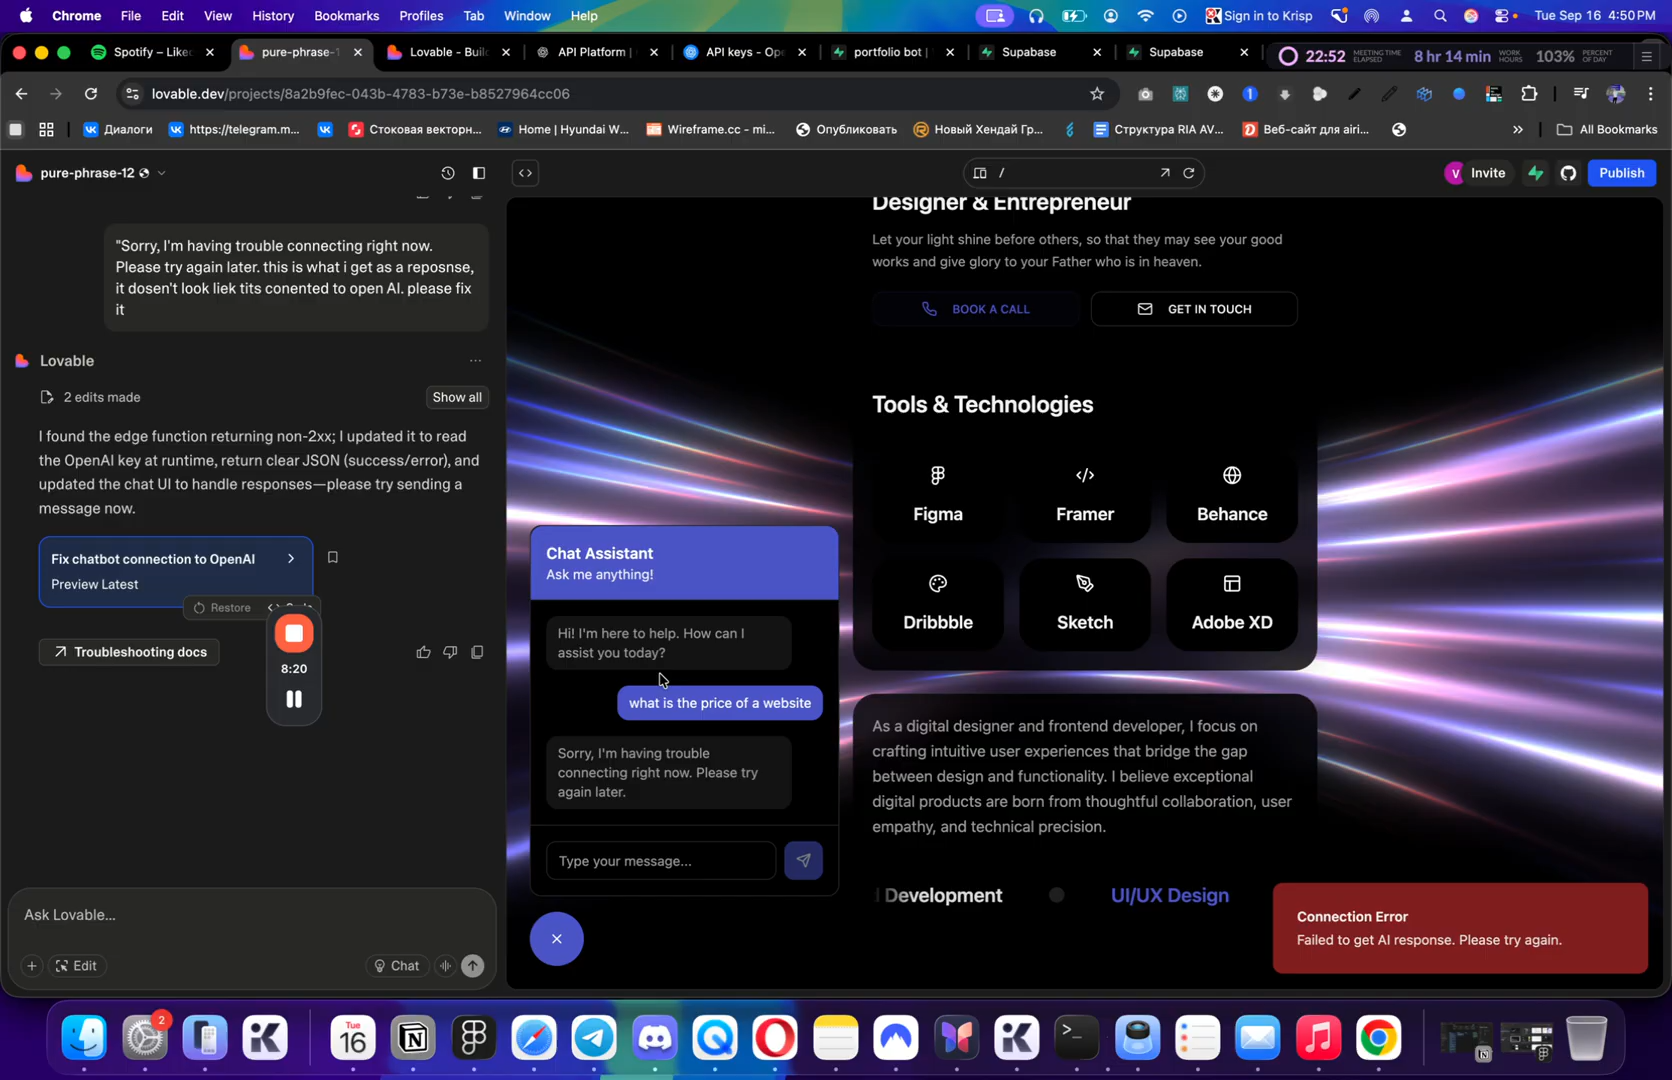 Chrome File Edit View History Bookmarks Profiles Tab Window Help Sign in to Krisp Tue Sep 16 4:50 PM
Spotify – Like pure-phrase-1 Lovable - Buil API Platform | API keys - Ope portfolio bot | Supabase Supabase 22:52 MEETING TIME ELAPSED 8 hr 14 min WORK HOURS 103% PERCENT OF DAY
lovable.dev/projects/8a2b9fec-043b-4783-b73e-b8527964cc06
Диалоги https://telegram.m... Стоковая векторн... Home | Hyundai W... Wireframe.cc - mi... Опубликовать Новый Хендай Гр... Структура RIA AV... Веб-сайт для airi... » All Bookmarks
pure-phrase-12 / V Invite Publish
"Sorry, I'm having trouble connecting right now.
Please try again later. this is what i get as a reposnse,
it dosen't look liek tits conented to open AI. please fix
it
Lovable
2 edits made Show all
I found the edge function returning non-2xx; I updated it to read
the OpenAI key at runtime, return clear JSON (success/error), and
updated the chat UI to handle responses—please try sending a
message now.
Fix chatbot connection to OpenAI
Preview Latest
Restore
8:20
Troubleshooting docs
Ask Lovable...
Edit Chat
Designer & Entrepreneur
Let your light shine before others, so that they may see your good
works and give glory to your Father who is in heaven.
BOOK A CALL GET IN TOUCH
Tools & Technologies
Figma Framer Behance
Dribbble Sketch Adobe XD
As a digital designer and frontend developer, I focus on
crafting intuitive user experiences that bridge the gap
between design and functionality. I believe exceptional
digital products are born from thoughtful collaboration, user
empathy, and technical precision.
Development UI/UX Design
Chat Assistant
Ask me anything!
Hi! I'm here to help. How can I
assist you today?
what is the price of a website
Sorry, I'm having trouble
connecting right now. Please try
again later.
Type your message...
Connection Error
Failed to get AI response. Please try again.
2
Tue
16